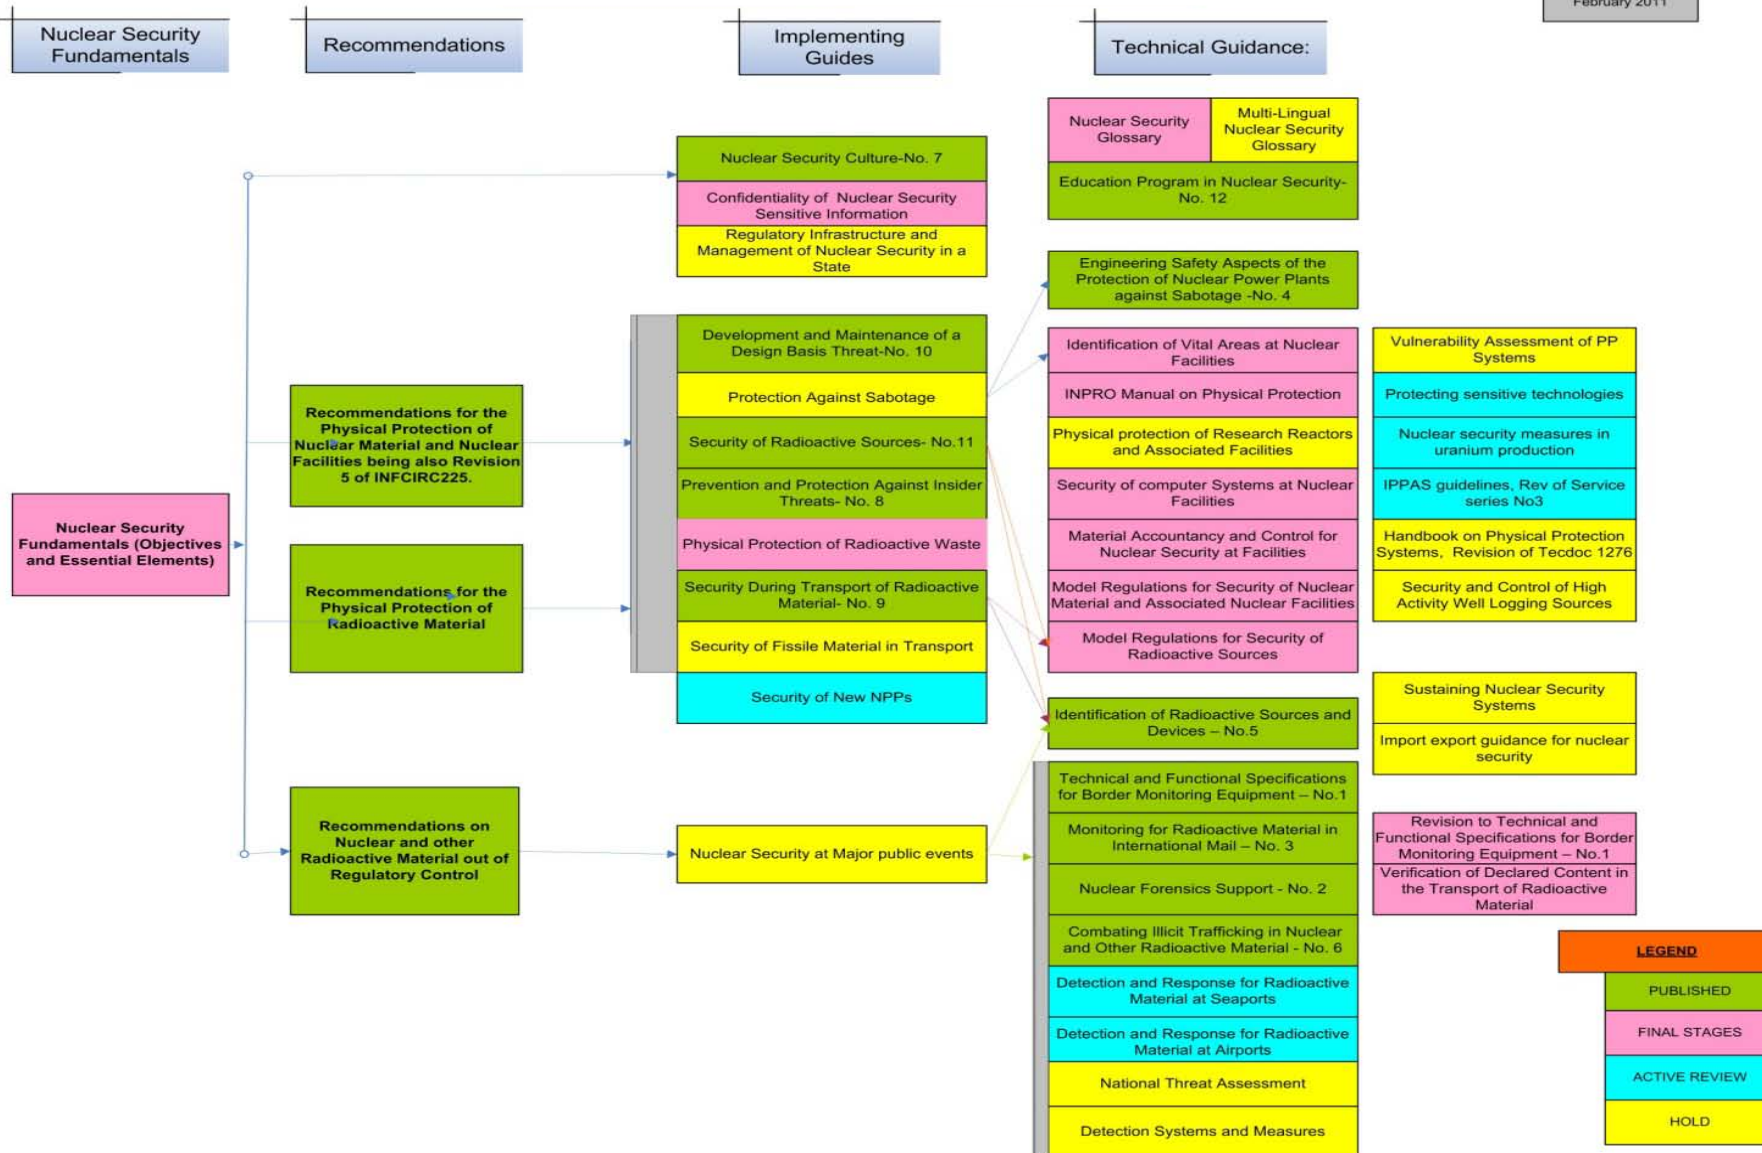 February 2011
Nuclear Security
Fundamentals
Recommendations
Implementing
Guides
Technical Guidance:
Nuclear Security
Fundamentals (Objectives
and Essential Elements)
Recommendations for the
Physical Protection of
Nuclear Material and Nuclear
Facilities being also Revision
5 of INFCIRC225.
Recommendations for the
Physical Protection of
Radioactive Material
Recommendations on
Nuclear and other
Radioactive Material out of
Regulatory Control
Nuclear Security Culture-No. 7
Confidentiality of Nuclear Security
Sensitive Information
Regulatory Infrastructure and
Management of Nuclear Security in a
State
Development and Maintenance of a
Design Basis Threat-No. 10
Protection Against Sabotage
Security of Radioactive Sources- No.11
Prevention and Protection Against Insider
Threats- No. 8
Physical Protection of Radioactive Waste
Security During Transport of Radioactive
Material- No. 9
Security of Fissile Material in Transport
Security of New NPPs
Nuclear Security at Major public events
Nuclear Security
Glossary
Multi-Lingual
Nuclear Security
Glossary
Education Program in Nuclear Security-
No. 12
Engineering Safety Aspects of the
Protection of Nuclear Power Plants
against Sabotage -No. 4
Identification of Vital Areas at Nuclear
Facilities
INPRO Manual on Physical Protection
Physical protection of Research Reactors
and Associated Facilities
Security of computer Systems at Nuclear
Facilities
Material Accountancy and Control for
Nuclear Security at Facilities
Model Regulations for Security of Nuclear
Material and Associated Nuclear Facilities
Model Regulations for Security of
Radioactive Sources
Identification of Radioactive Sources and
Devices – No.5
Technical and Functional Specifications
for Border Monitoring Equipment – No.1
Monitoring for Radioactive Material in
International Mail – No. 3
Nuclear Forensics Support - No. 2
Combating Illicit Trafficking in Nuclear
and Other Radioactive Material - No. 6
Detection and Response for Radioactive
Material at Seaports
Detection and Response for Radioactive
Material at Airports
National Threat Assessment
Detection Systems and Measures
Vulnerability Assessment of PP
Systems
Protecting sensitive technologies
Nuclear security measures in
uranium production
IPPAS guidelines, Rev of Service
series No3
Handbook on Physical Protection
Systems, Revision of Tecdoc 1276
Security and Control of High
Activity Well Logging Sources
Sustaining Nuclear Security
Systems
Import export guidance for nuclear
security
Revision to Technical and
Functional Specifications for Border
Monitoring Equipment – No.1
Verification of Declared Content in
the Transport of Radioactive
Material
LEGEND
PUBLISHED
FINAL STAGES
ACTIVE REVIEW
HOLD